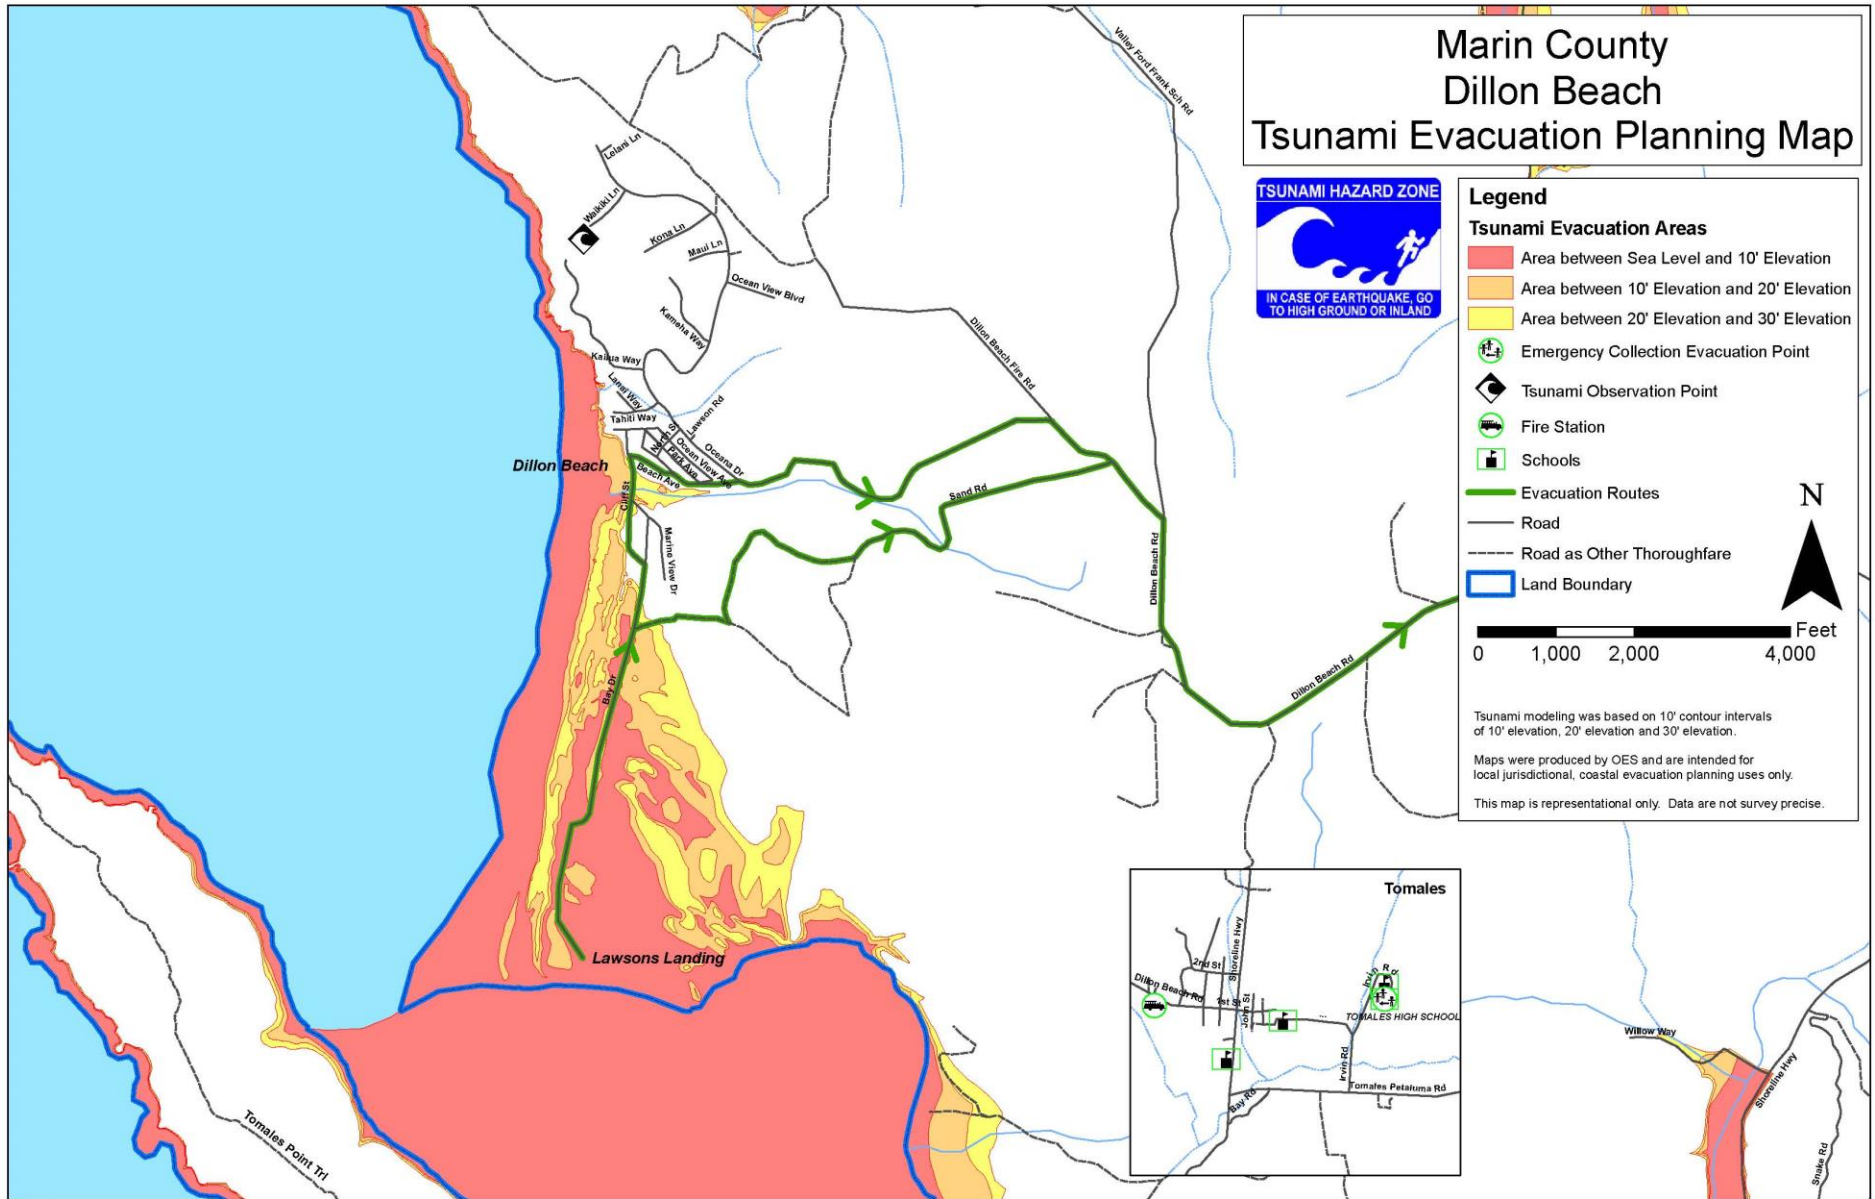 Marin County
Dillon Beach
Tsunami Evacuation Planning Map
TSUNAMI HAZARD ZONE
IN CASE OF EARTHQUAKE, GO
TO HIGH GROUND OR INLAND
Legend
Tsunami Evacuation Areas
Area between Sea Level and 10' Elevation
Area between 10' Elevation and 20' Elevation
Area between 20' Elevation and 30' Elevation
Emergency Collection Evacuation Point
Tsunami Observation Point
Fire Station
Schools
Evacuation Routes
Road
Road as Other Thoroughfare
Land Boundary
N
Feet
0 1,000 2,000 4,000
Tsunami modeling was based on 10' contour intervals
of 10' elevation, 20' elevation and 30' elevation.
Maps were produced by OES and are intended for
local jurisdictional, coastal evacuation planning uses only.
This map is representational only. Data are not survey precise.
Valley Ford Frank Sch Rd
Lelani Ln
Waikiki Ln
Kona Ln
Maui Ln
Ocean View Blvd
Kameha Way
Kailua Way
Lanai Way
Tahiti Way
Lawson Rd
North St
Oceana Dr
Ocean View Ave
Park Ave
Beach Ave
Dillon Beach
Cliff St
Marine View Dr
Dillon Beach Fire Rd
Sand Rd
Dillon Beach Rd
Dillon Beach Rd
Bay Dr
Lawsons Landing
Tomales Point Trl
Tomales
Shoreline Hwy
2nd St
Dillon Beach Rd
1st St
John St
Irvin Rd
TOMALES HIGH SCHOOL
Irvin Rd
Tomales Petaluma Rd
Bay Rd
Willow Way
Shoreline Hwy
Snake Rd